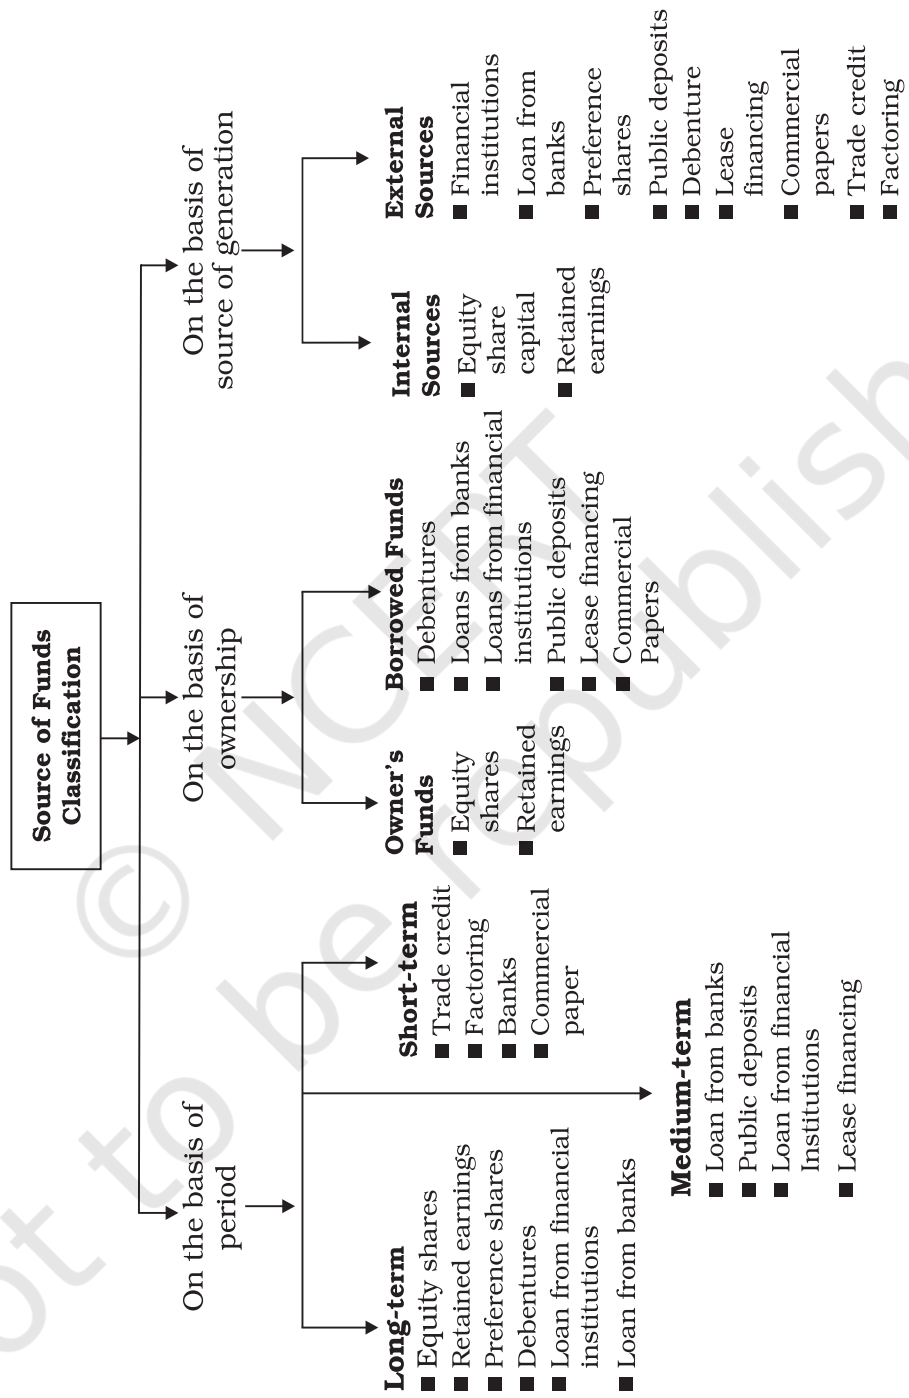 Source of Funds
Classification
On the basis of
period
Long-term
■ Equity shares
■ Retained earnings
■ Preference shares
■ Debentures
■ Loan from financial
institutions
■ Loan from banks
Medium-term
■ Loan from banks
■ Public deposits
■ Loan from financial
Institutions
■ Lease financing
Short-term
■ Trade credit
■ Factoring
■ Banks
■ Commercial
paper
On the basis of
ownership
Owner's
Funds
■ Equity
shares
■ Retained
earnings
Borrowed Funds
■ Debentures
■ Loans from banks
■ Loans from financial
institutions
■ Public deposits
■ Lease financing
■ Commercial
Papers
On the basis of
source of generation
Internal
Sources
■ Equity
share
capital
■ Retained
earnings
External
Sources
■ Financial
institutions
■ Loan from
banks
■ Preference
shares
■ Public deposits
■ Debenture
■ Lease
financing
■ Commercial
papers
■ Trade credit
■ Factoring
© NCERT
not to be republish